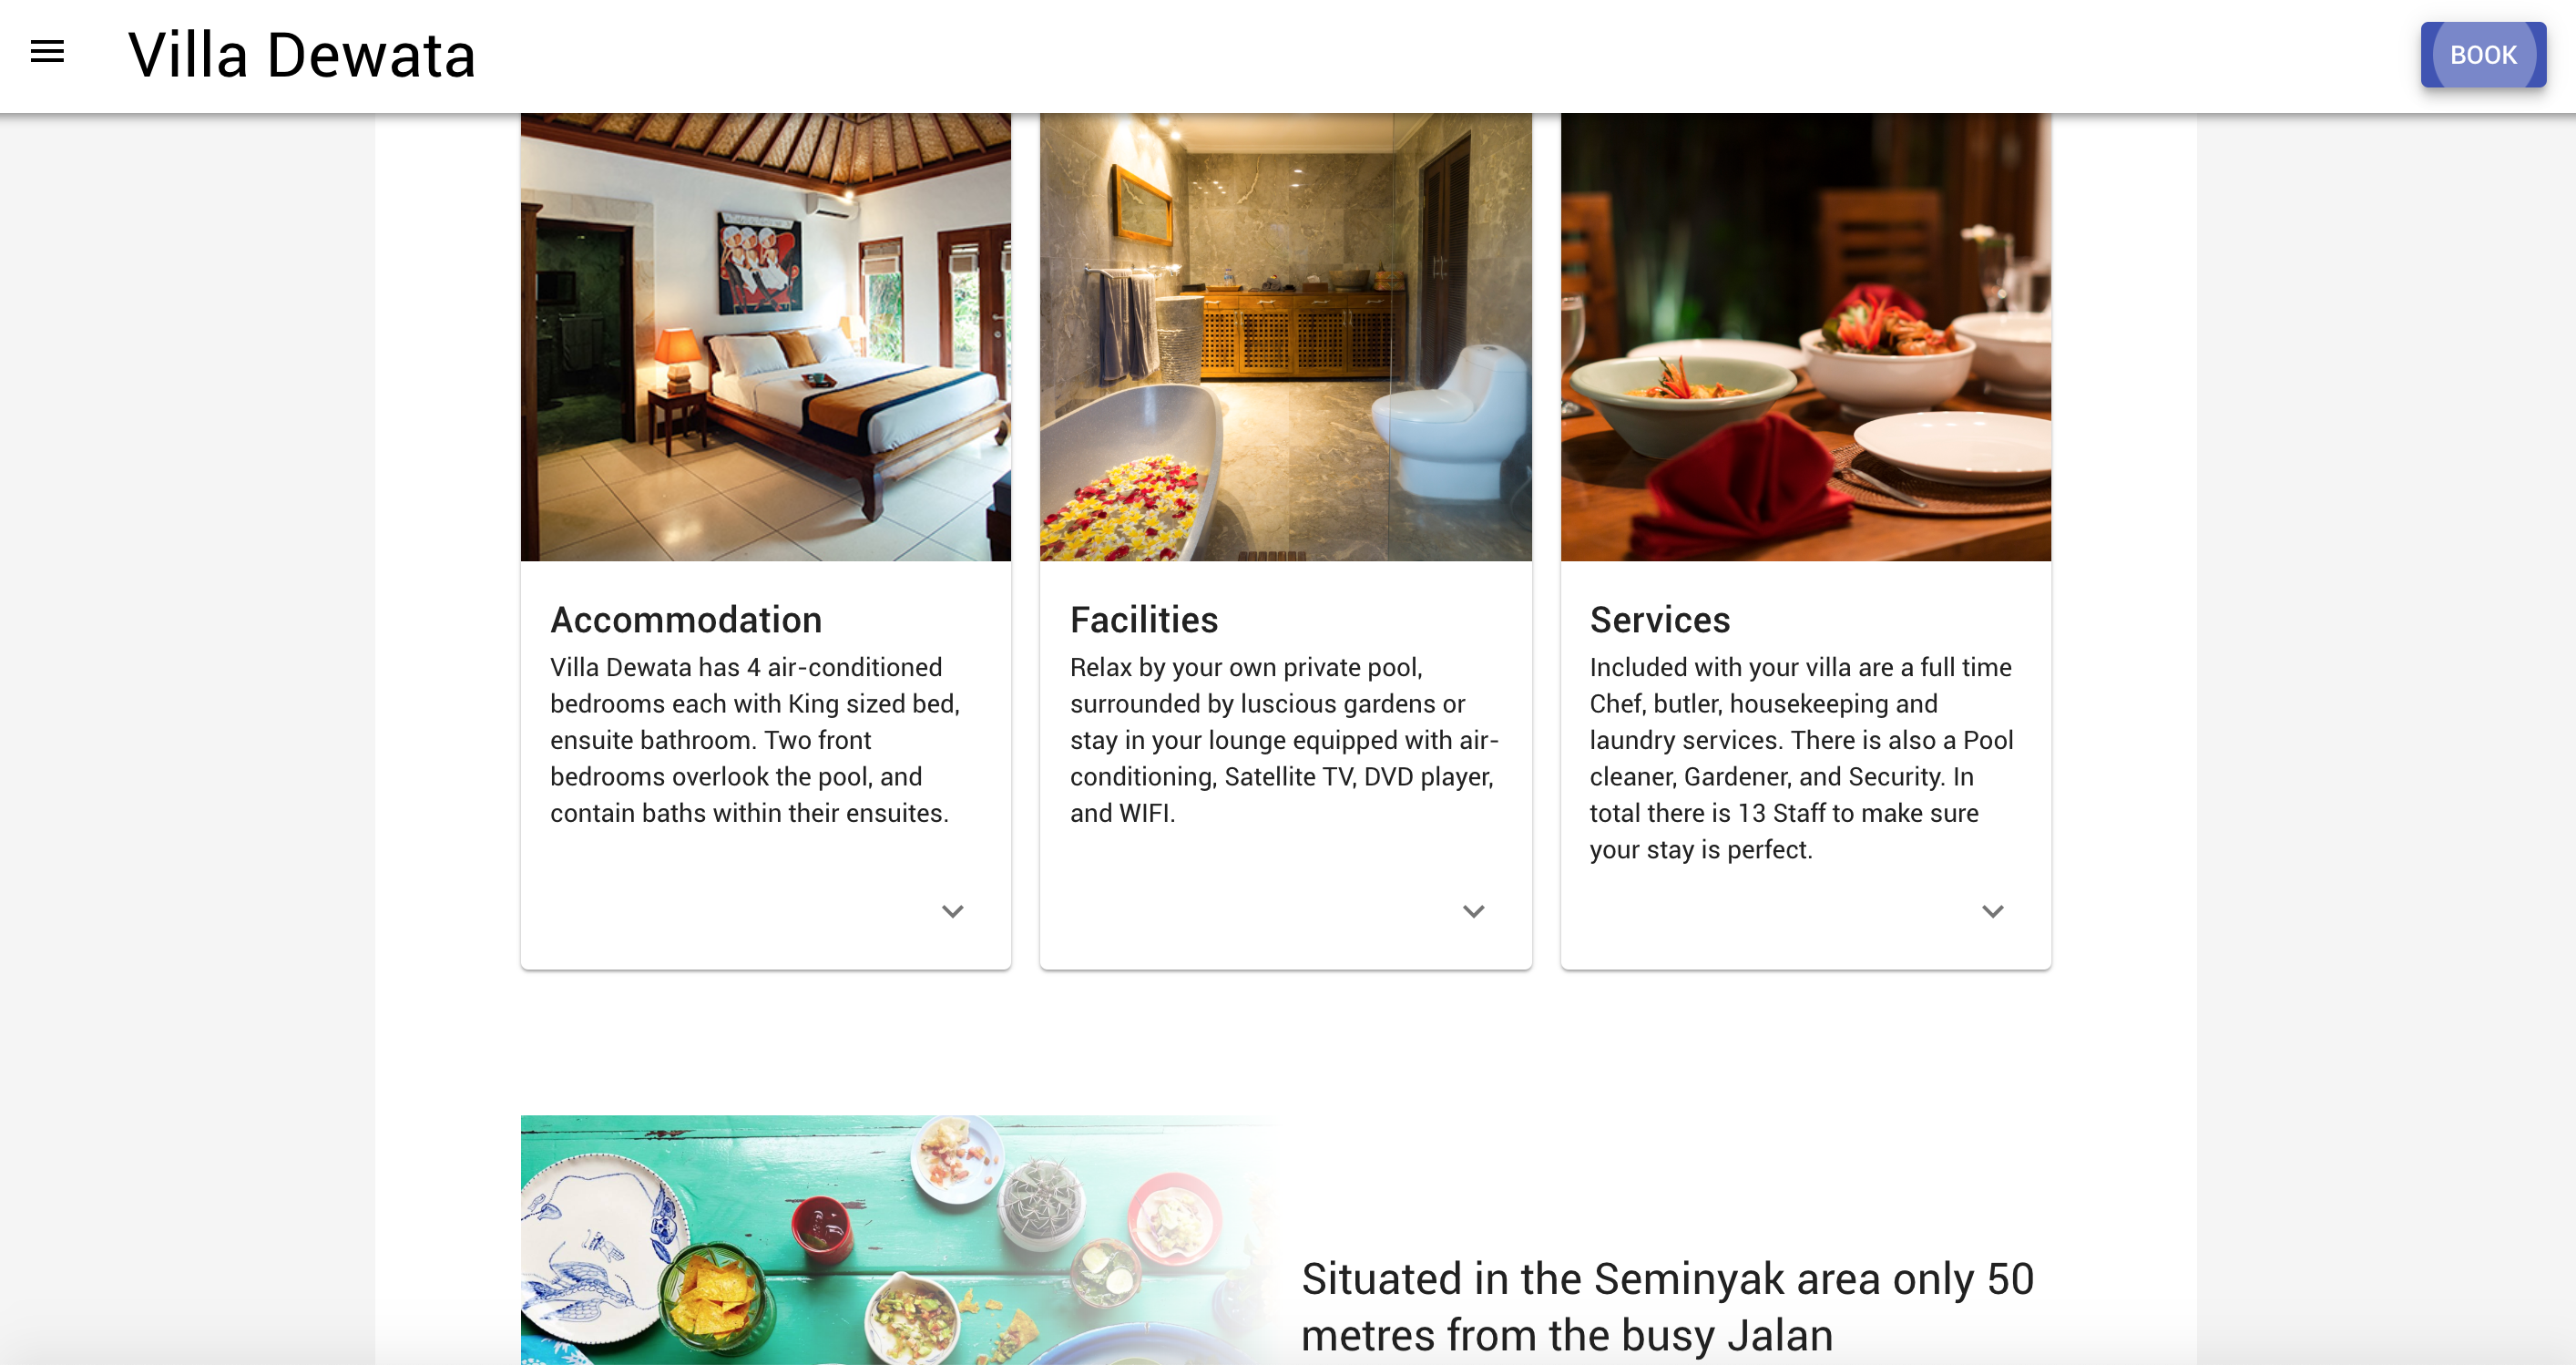 Villa Dewata
BOOK
Accommodation
Villa Dewata has 4 air-conditioned
bedrooms each with King sized bed,
ensuite bathroom. Two front
bedrooms overlook the pool, and
contain baths within their ensuites.
Facilities
Relax by your own private pool,
surrounded by luscious gardens or
stay in your lounge equipped with air-
conditioning, Satellite TV, DVD player,
and WIFI.
Services
Included with your villa are a full time
Chef, butler, housekeeping and
laundry services. There is also a Pool
cleaner, Gardener, and Security. In
total there is 13 Staff to make sure
your stay is perfect.
Situated in the Seminyak area only 50
metres from the busy Jalan